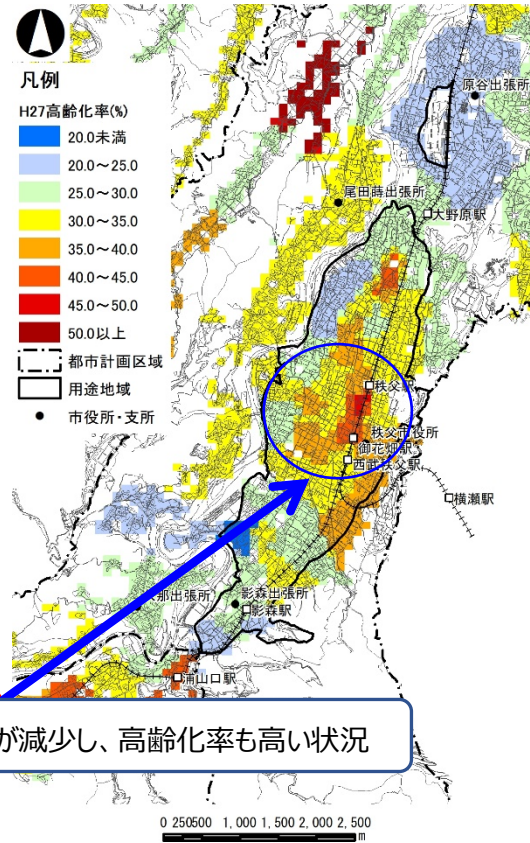 凡例
H27高齢化率(%)
20.0未満
20.0～25.0
25.0～30.0
30.0～35.0
35.0～40.0
40.0～45.0
45.0～50.0
50.0以上
都市計画区域
用途地域
市役所・支所
原谷出張所
尾田蒔出張所
大野原駅
秩父駅
秩父市役所
御花畑駅
西武秩父駅
横瀬駅
那出張所
影森出張所
影森駅
浦山口駅
が減少し、高齢化率も高い状況
0 250500 1,000 1,500 2,000 2,500
m